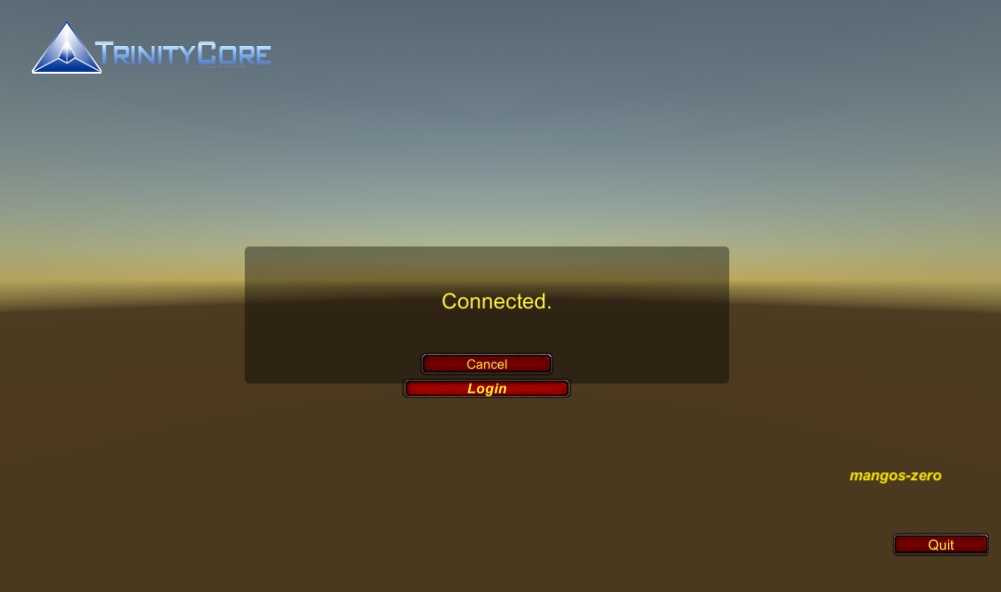 TRINITYCORE
Connected.
Cancel
Login
mangos-zero
Quit